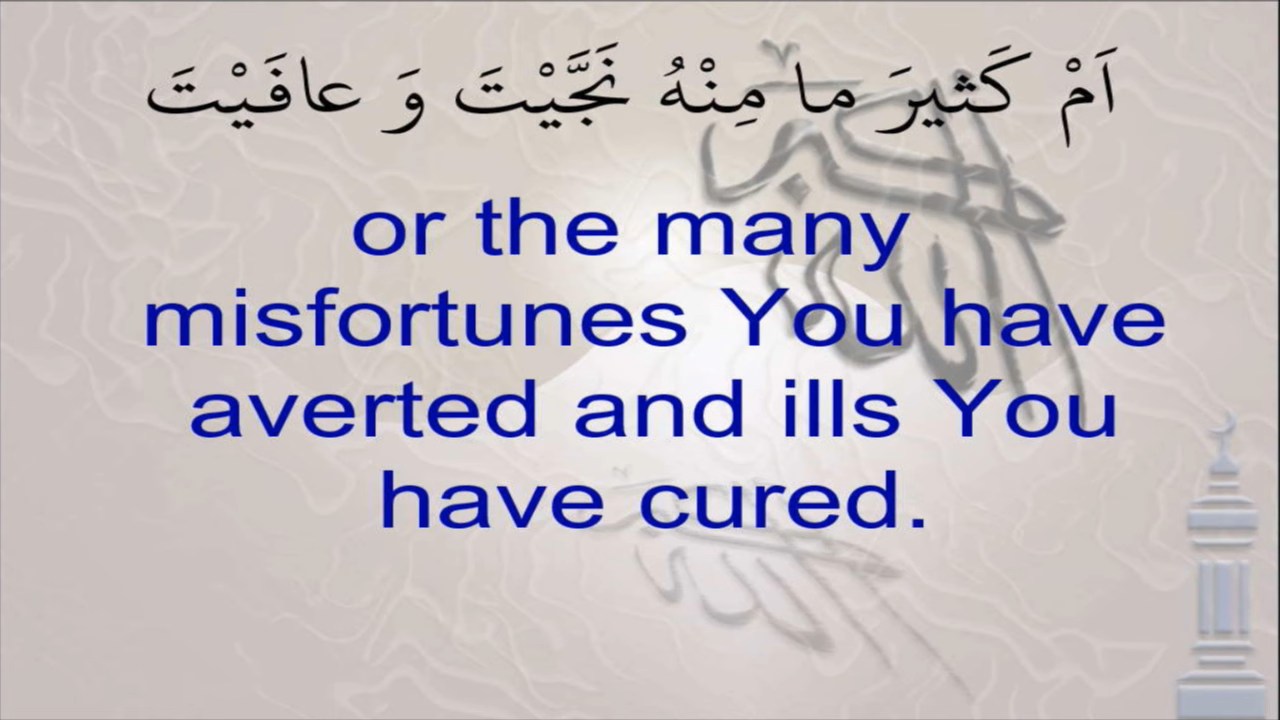 اَمْ كَثيرَ ما مِنْهُ نَجَّيْتَ وَ عافَيْتَ
or the many
misfortunes You have
averted and ills You
have cured.